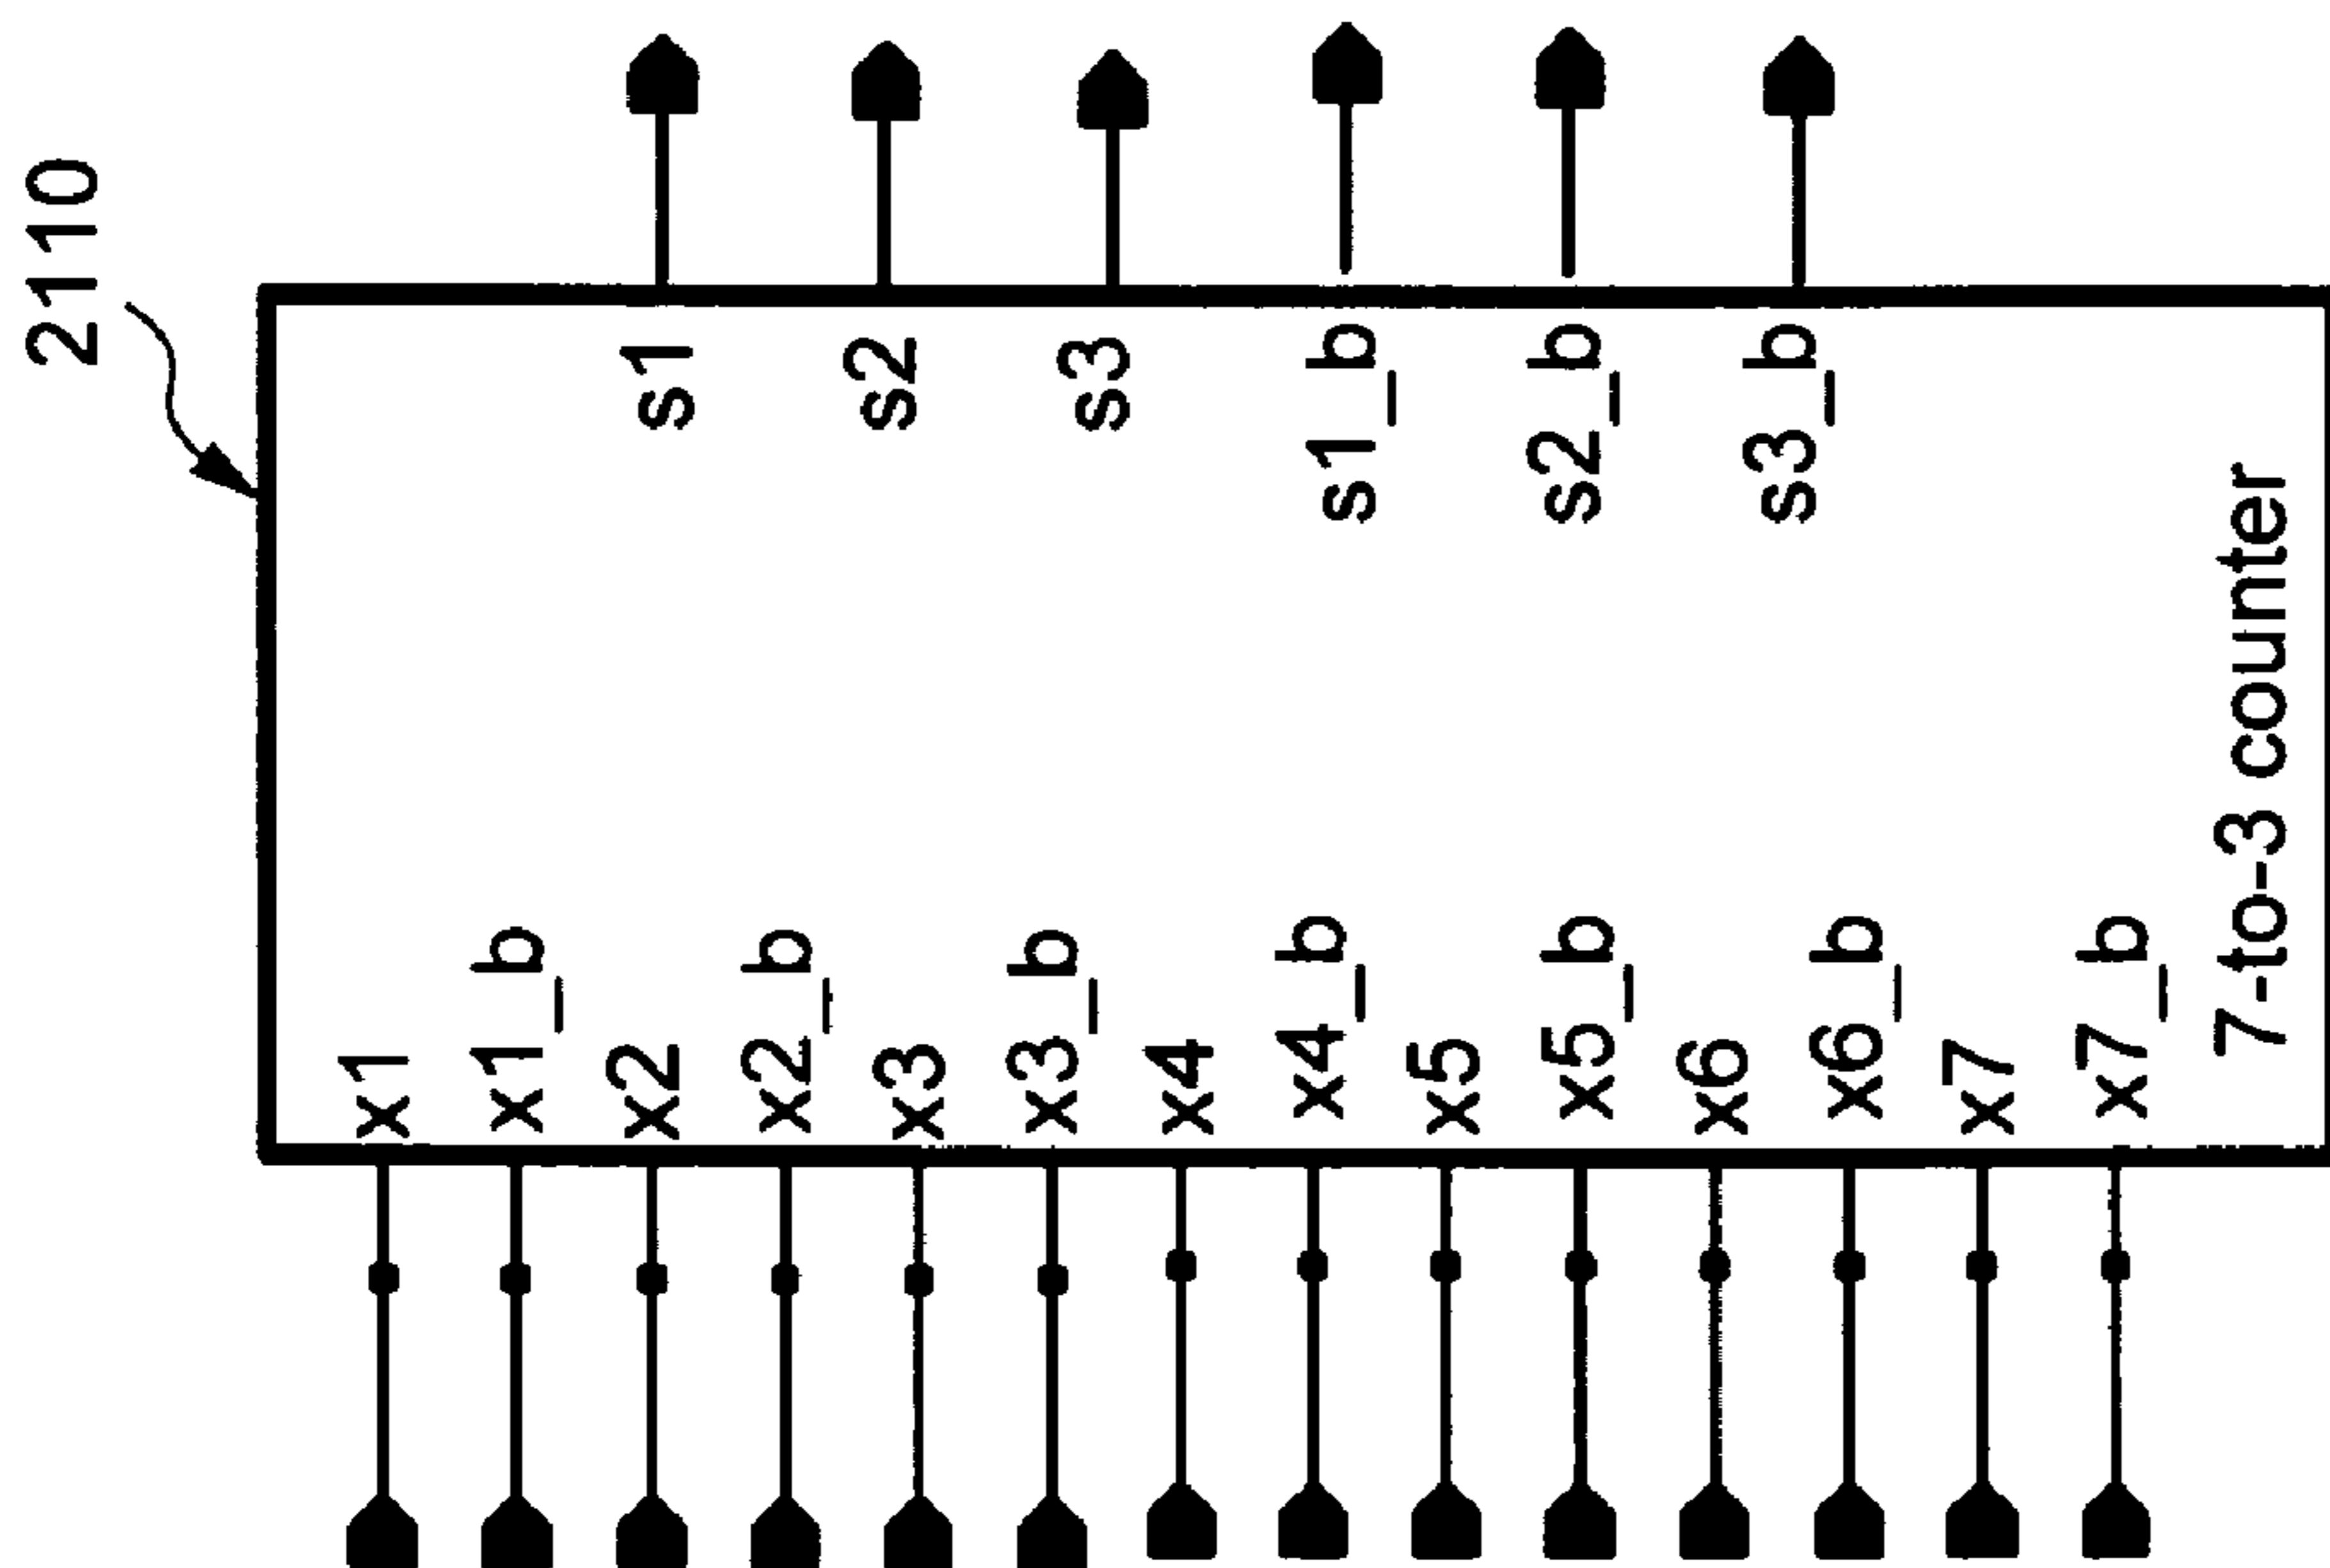 2110
x1
x1_b
x2
x2_b
x3
x3_b
x4
x4_b
x5
x5_b
x6
x6_b
x7
x7_b
s1
s2
s3
s1_b
s2_b
s3_b
7-to-3 counter